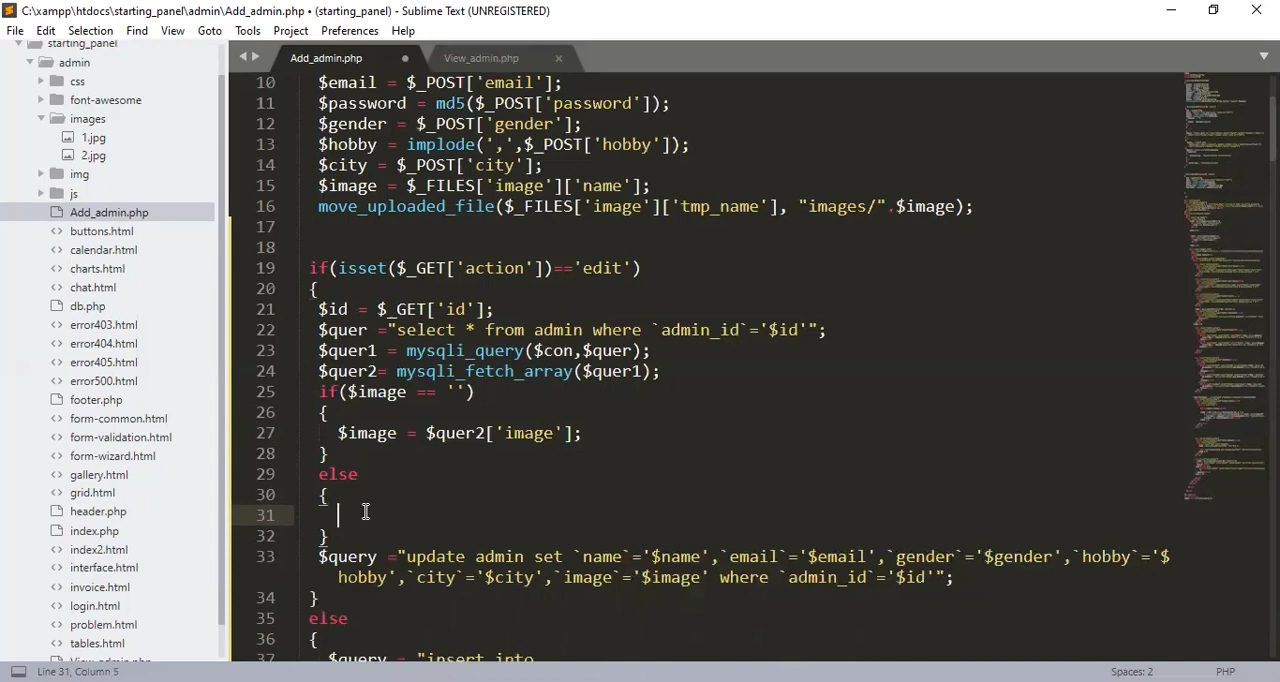 C:\xampp\htdocs\starting_panel\admin\Add_admin.php • (starting_panel) - Sublime Text (UNREGISTERED)
File Edit Selection Find View Goto Tools Project Preferences Help
starting_panel
admin
css
font-awesome
images
1.jpg
2.jpg
img
js
Add_admin.php
buttons.html
calendar.html
charts.html
chat.html
db.php
error403.html
error404.html
error405.html
error500.html
footer.php
form-common.html
form-validation.html
form-wizard.html
gallery.html
grid.html
header.php
index.php
index2.html
interface.html
invoice.html
login.html
problem.html
tables.html
View_admin.php
Add_admin.php View_admin.php
10 $email = $_POST['email'];
11 $password = md5($_POST['password']);
12 $gender = $_POST['gender'];
13 $hobby = implode(',',$_POST['hobby']);
14 $city = $_POST['city'];
15 $image = $_FILES['image']['name'];
16 move_uploaded_file($_FILES['image']['tmp_name'], "images/".$image);
17
18
19 if(isset($_GET['action'])=='edit')
20 {
21 $id = $_GET['id'];
22 $quer ="select * from admin where `admin_id`='$id'";
23 $quer1 = mysqli_query($con,$quer);
24 $quer2= mysqli_fetch_array($quer1);
25 if($image == '')
26 {
27 $image = $quer2['image'];
28 }
29 else
30 {
31
32 }
33 $query ="update admin set `name`='$name',`email`='$email',`gender`='$gender',`hobby`='$
hobby',`city`='$city',`image`='$image' where `admin_id`='$id'";
34 }
35 else
36 {
37 $query = "insert into
Line 31, Column 5 Spaces: 2 PHP